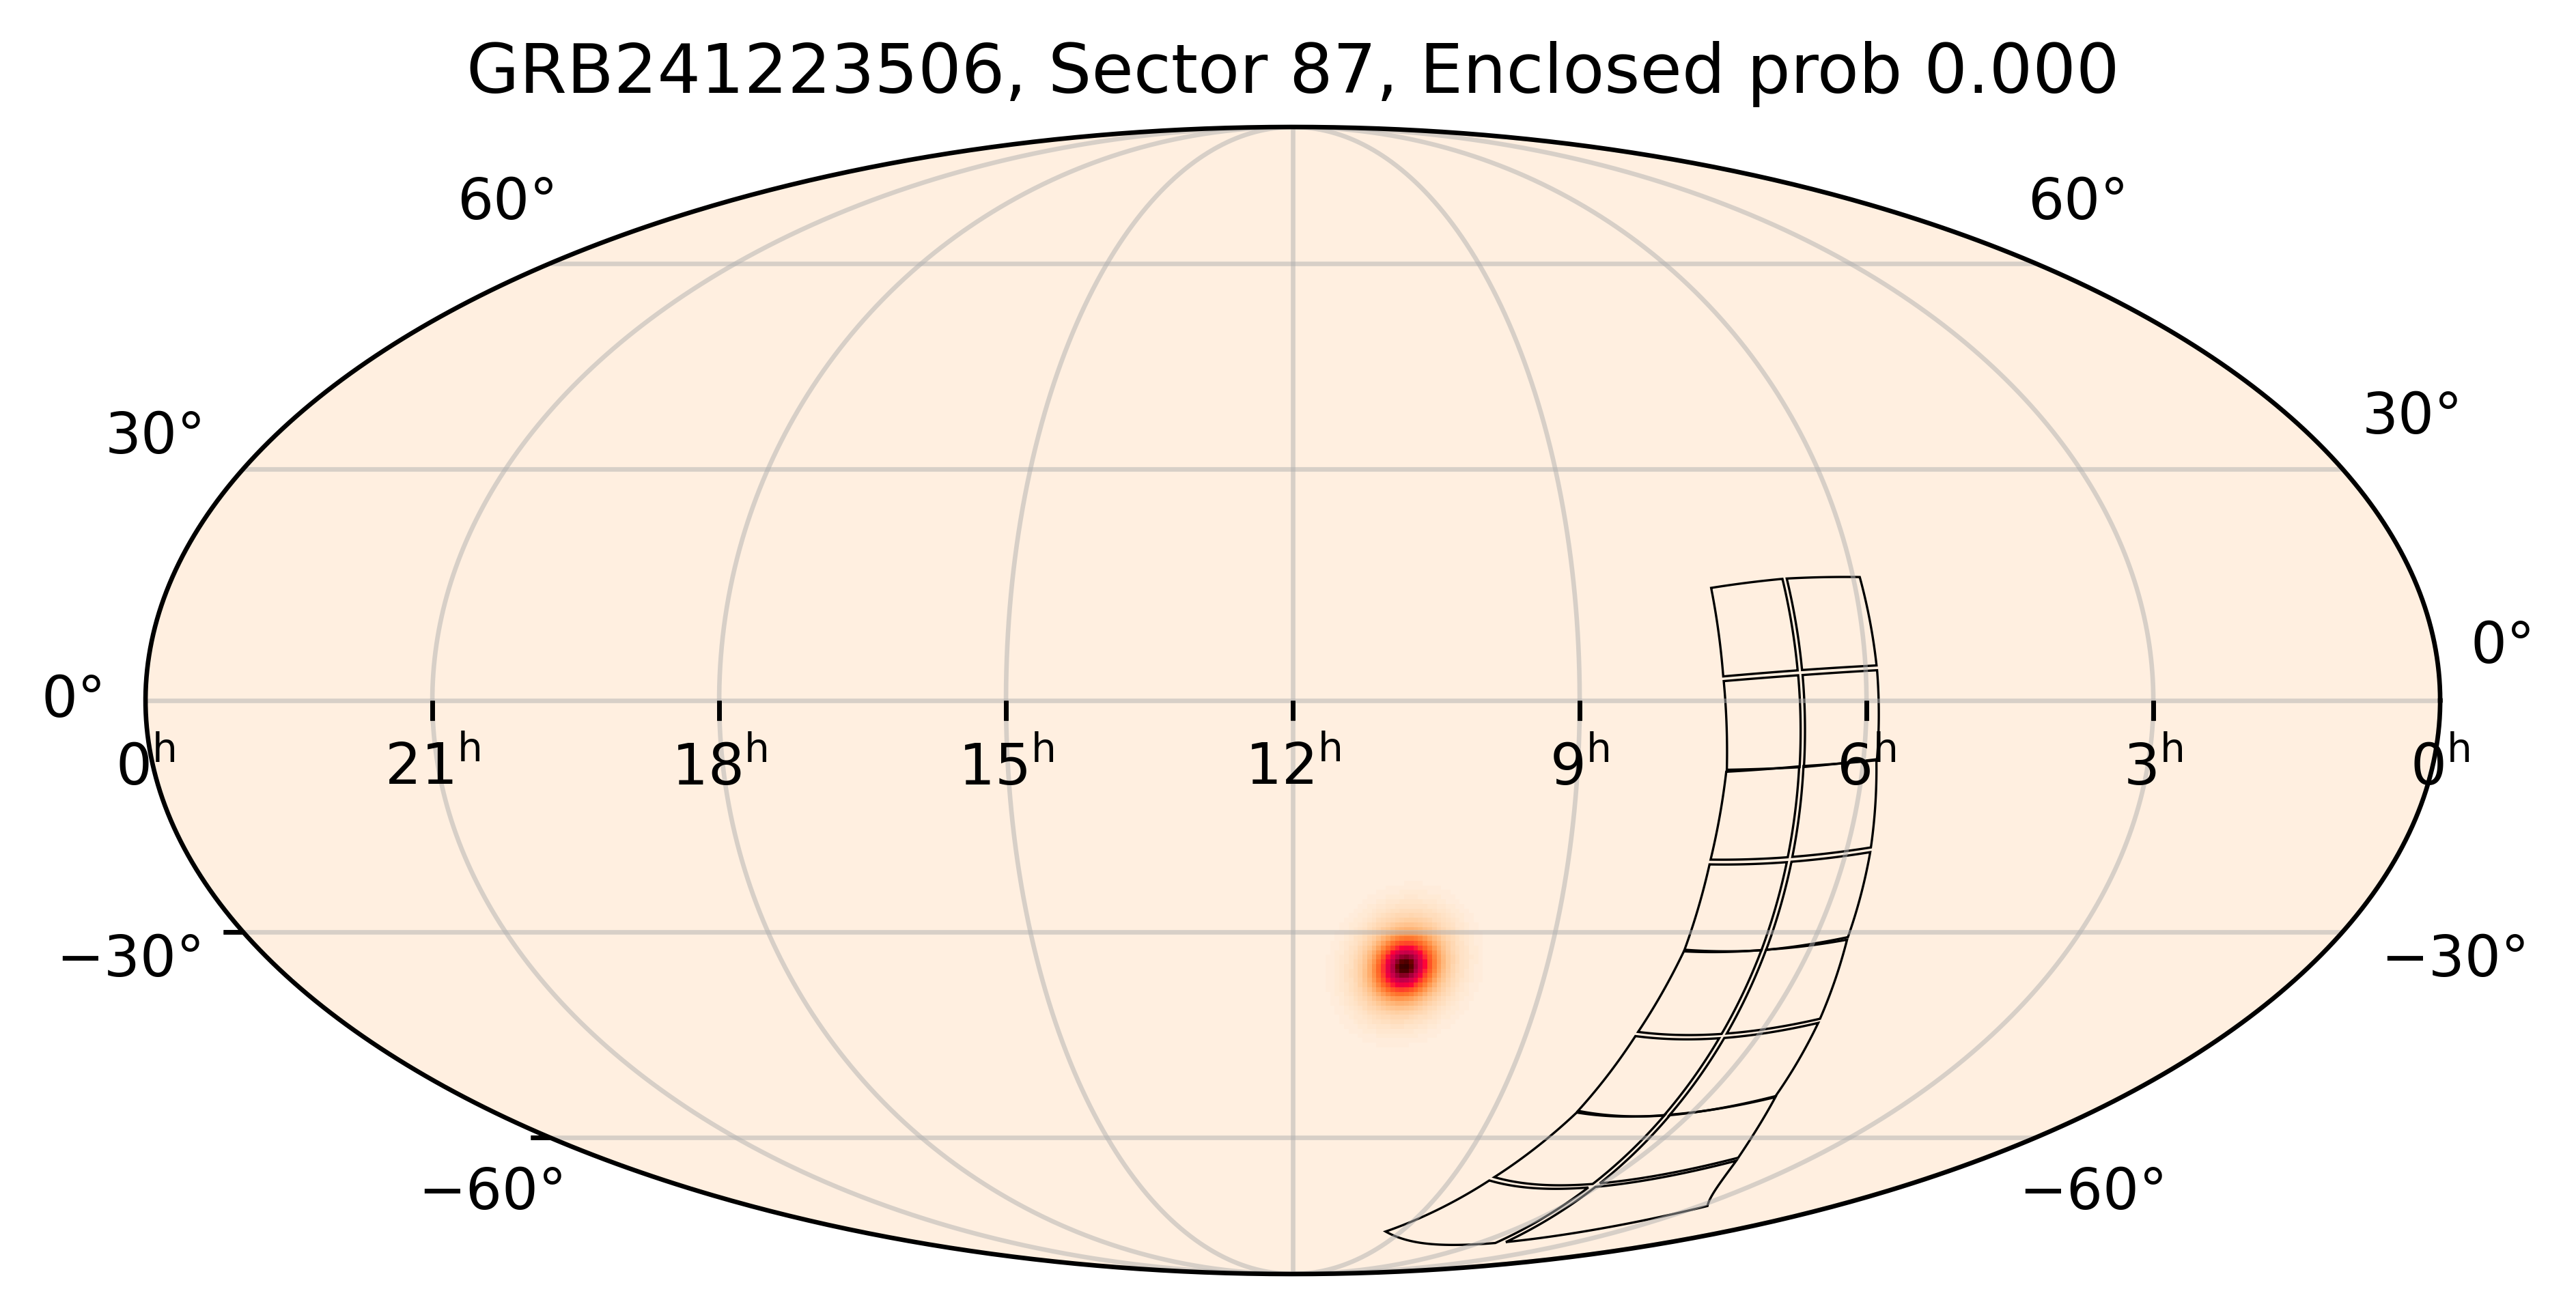 GRB241223506, Sector 87, Enclosed prob 0.000
60° 60°
30° 30°
0° 0°
0ʰ 21ʰ 18ʰ 15ʰ 12ʰ 9ʰ 6ʰ 3ʰ 0ʰ
−30° −30°
−60° −60°